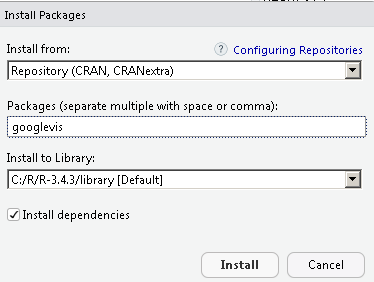 Install Packages
Install from:
? Configuring Repositories
Repository (CRAN, CRANextra)
Packages (separate multiple with space or comma):
googlevis
Install to Library:
C:/R/R-3.4.3/library [Default]
Install dependencies
Install
Cancel